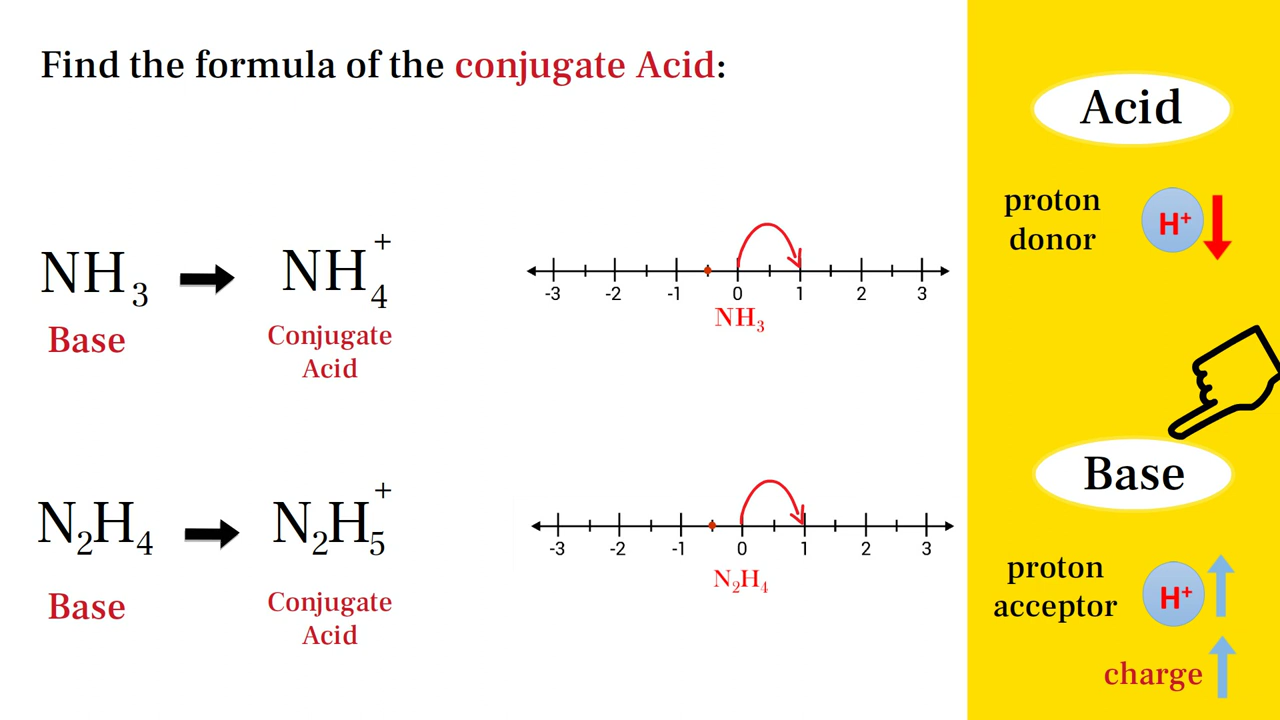 Find the formula of the conjugate Acid:
NH₃ NH₄⁺
Base
Conjugate
Acid
-3 -2 -1 0 1 2 3
NH₃
N₂H₄ N₂H₅⁺
Base
Conjugate
Acid
-3 -2 -1 0 1 2 3
N₂H₄
Acid
proton
donor
H⁺
Base
proton
acceptor
H⁺
charge